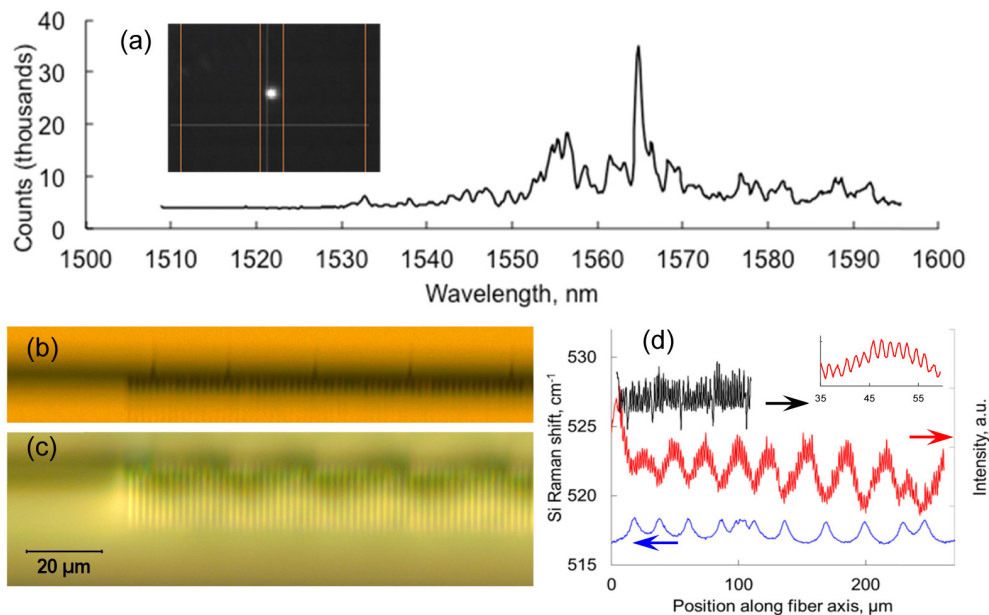 (a)
40
30
20
10
0
Counts (thousands)
1500 1510 1520 1530 1540 1550 1560 1570 1580 1590 1600
Wavelength, nm
(b)
(c)
20 µm
(d)
530
525
520
515
Si Raman shift, cm-1
35 45 55
Intensity, a.u.
0 100 200
Position along fiber axis, µm